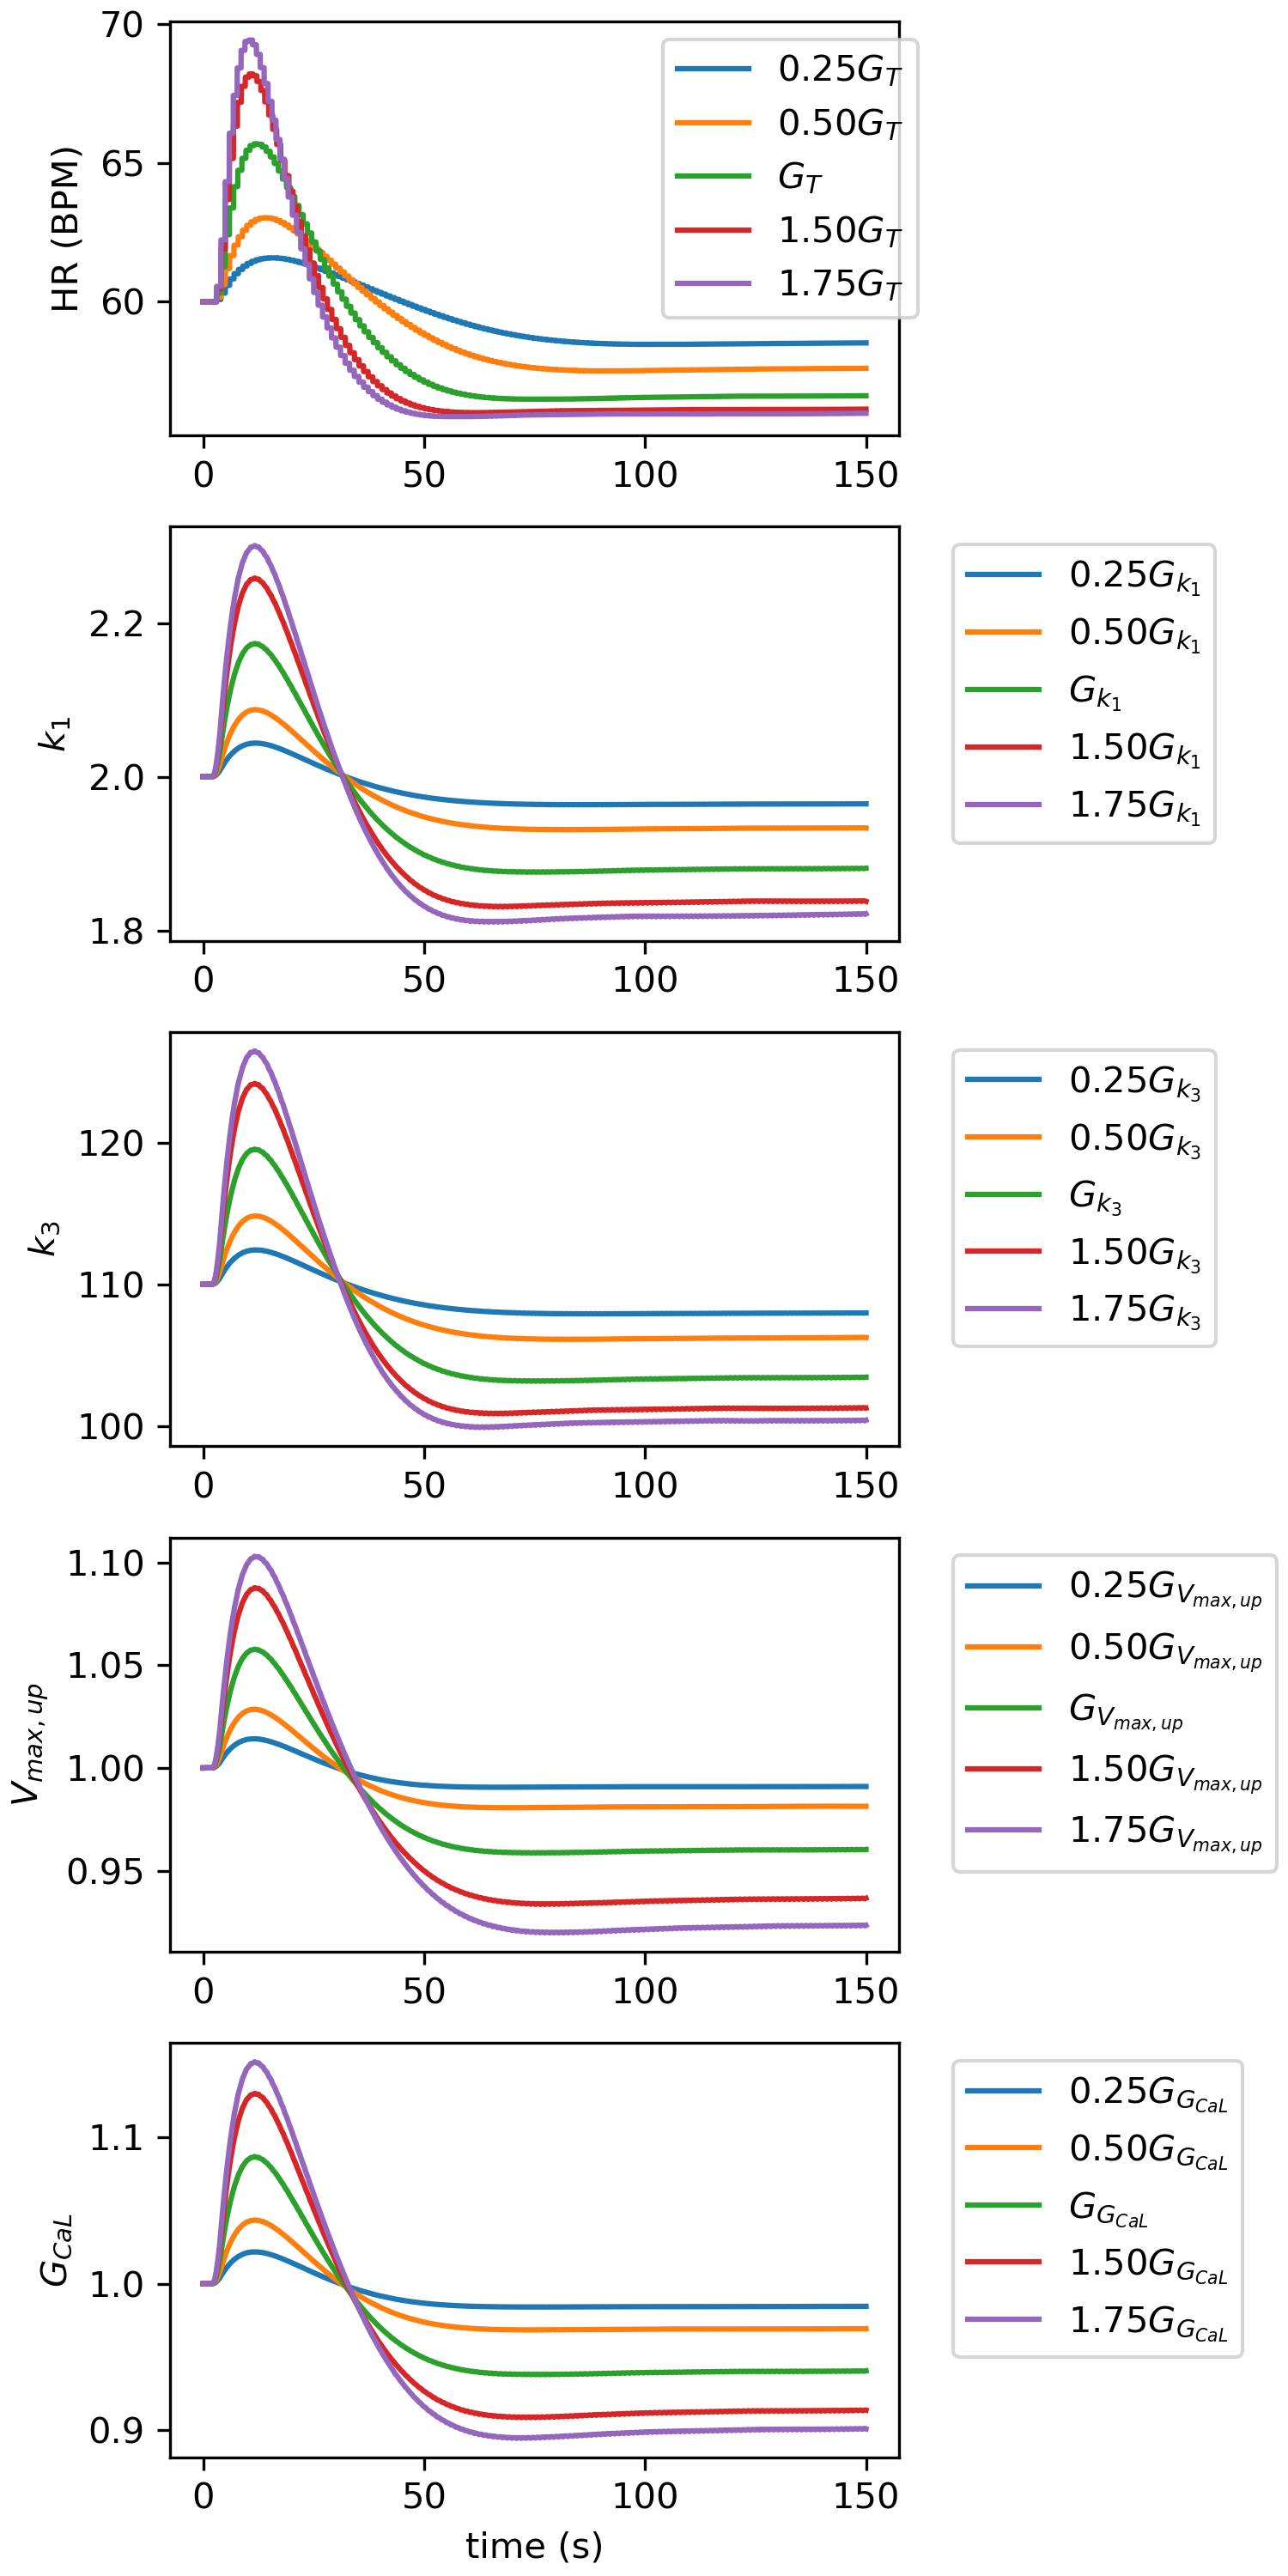 70
65
60
HR (BPM)
0 50 100 150
0.25G_T
0.50G_T
G_T
1.50G_T
1.75G_T
2.2
2.0
1.8
k_1
0 50 100 150
0.25G_{k_1}
0.50G_{k_1}
G_{k_1}
1.50G_{k_1}
1.75G_{k_1}
120
110
100
k_3
0 50 100 150
0.25G_{k_3}
0.50G_{k_3}
G_{k_3}
1.50G_{k_3}
1.75G_{k_3}
1.10
1.05
1.00
0.95
V_{max,up}
0 50 100 150
0.25G_{V_{max,up}}
0.50G_{V_{max,up}}
G_{V_{max,up}}
1.50G_{V_{max,up}}
1.75G_{V_{max,up}}
1.1
1.0
0.9
G_{CaL}
0 50 100 150
time (s)
0.25G_{G_{CaL}}
0.50G_{G_{CaL}}
G_{G_{CaL}}
1.50G_{G_{CaL}}
1.75G_{G_{CaL}}